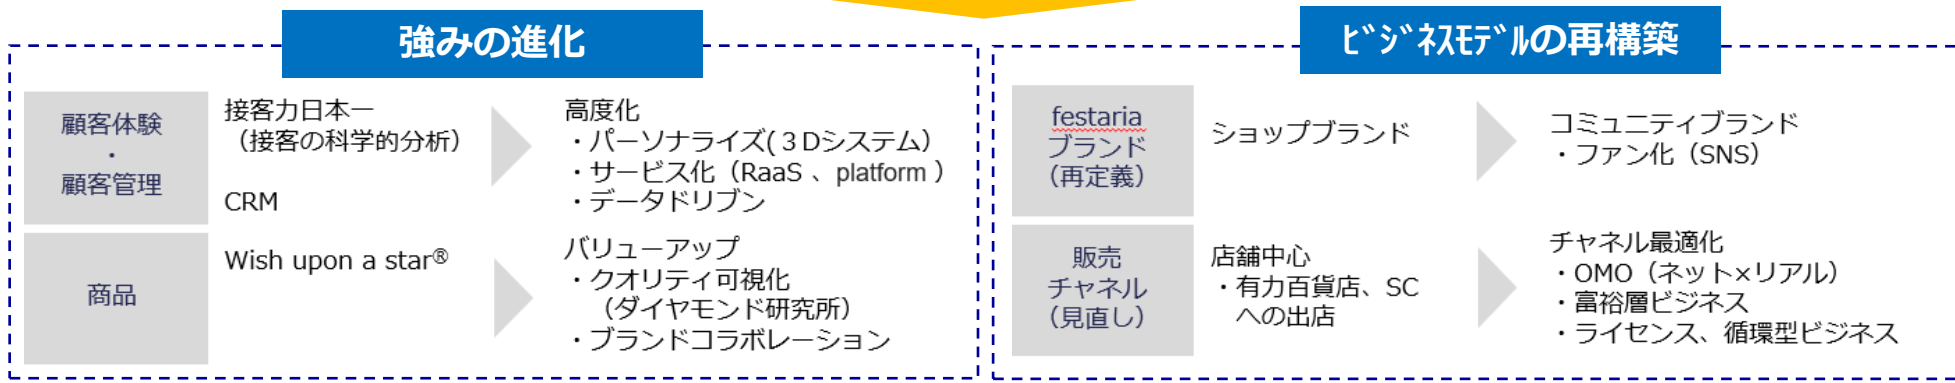 強みの進化
顧客体験
・
顧客管理
接客力日本一
（接客の科学的分析）
CRM
高度化
・パーソナライズ(３Dシステム）
・サービス化（RaaS 、platform ）
・データドリブン
商品
Wish upon a star®
バリューアップ
・クオリティ可視化
（ダイヤモンド研究所）
・ブランドコラボレーション
ﾋﾞｼﾞﾈｽﾓﾃﾞﾙの再構築
festaria
ブランド
（再定義）
ショップブランド
コミュニティブランド
・ファン化（SNS）
販売
チャネル
（見直し）
店舗中心
・有力百貨店、SC
への出店
チャネル最適化
・OMO（ネット×リアル）
・富裕層ビジネス
・ライセンス、循環型ビジネス